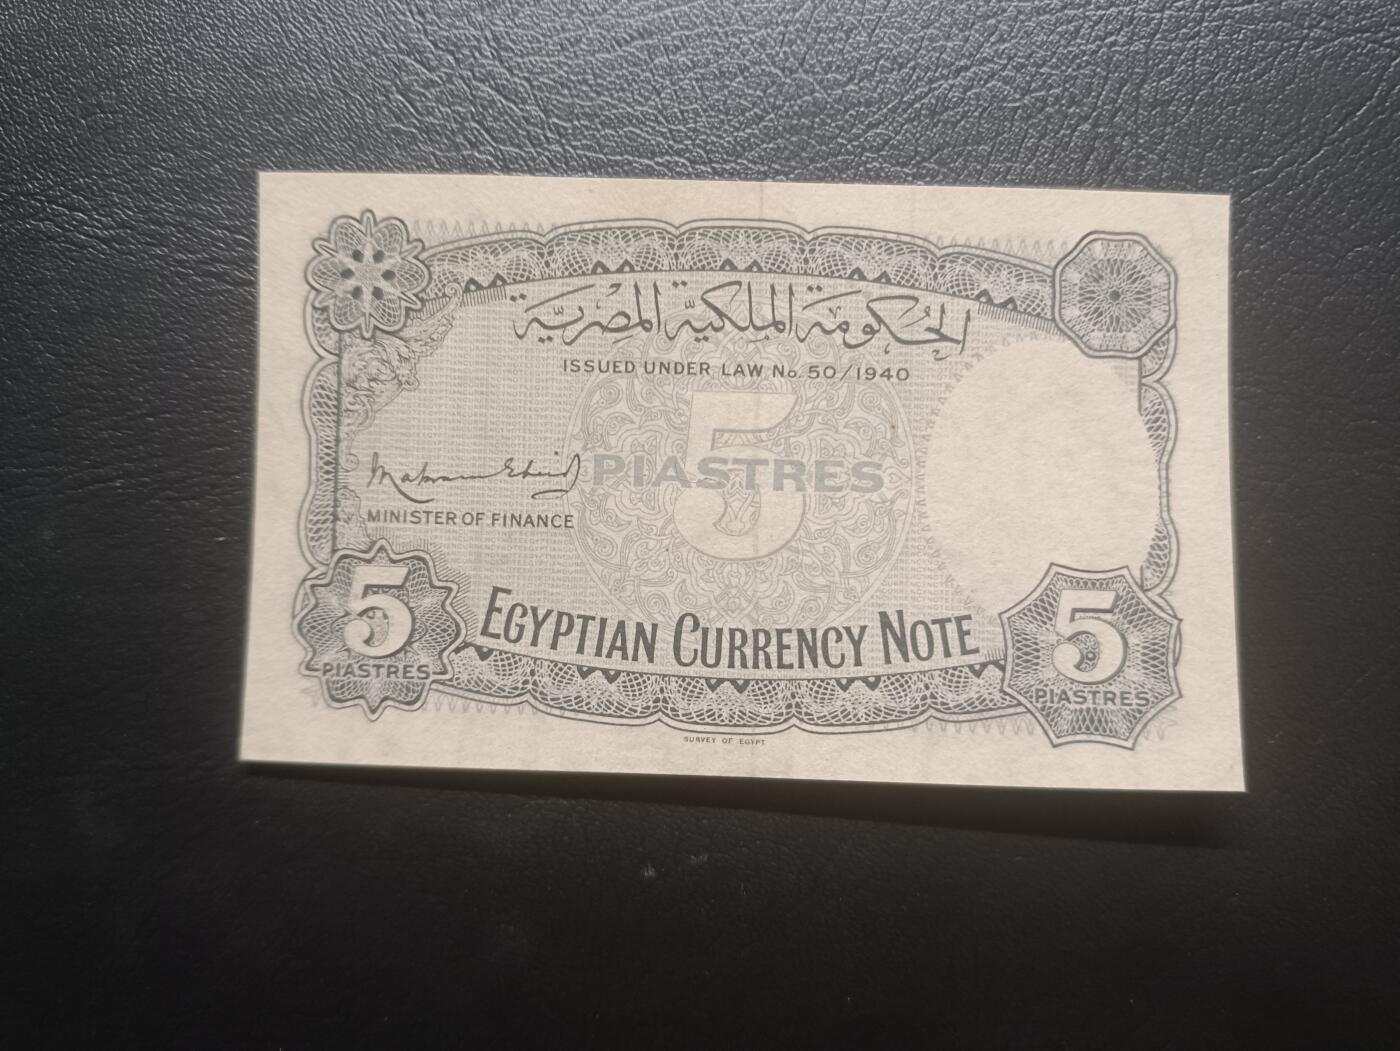 الحكومة الملكية المصرية
ISSUED UNDER LAW No. 50/1940
5
PIASTRES
MINISTER OF FINANCE
EGYPTIAN CURRENCY NOTE
5
PIASTRES
5
PIASTRES
SURVEY OF EGYPT